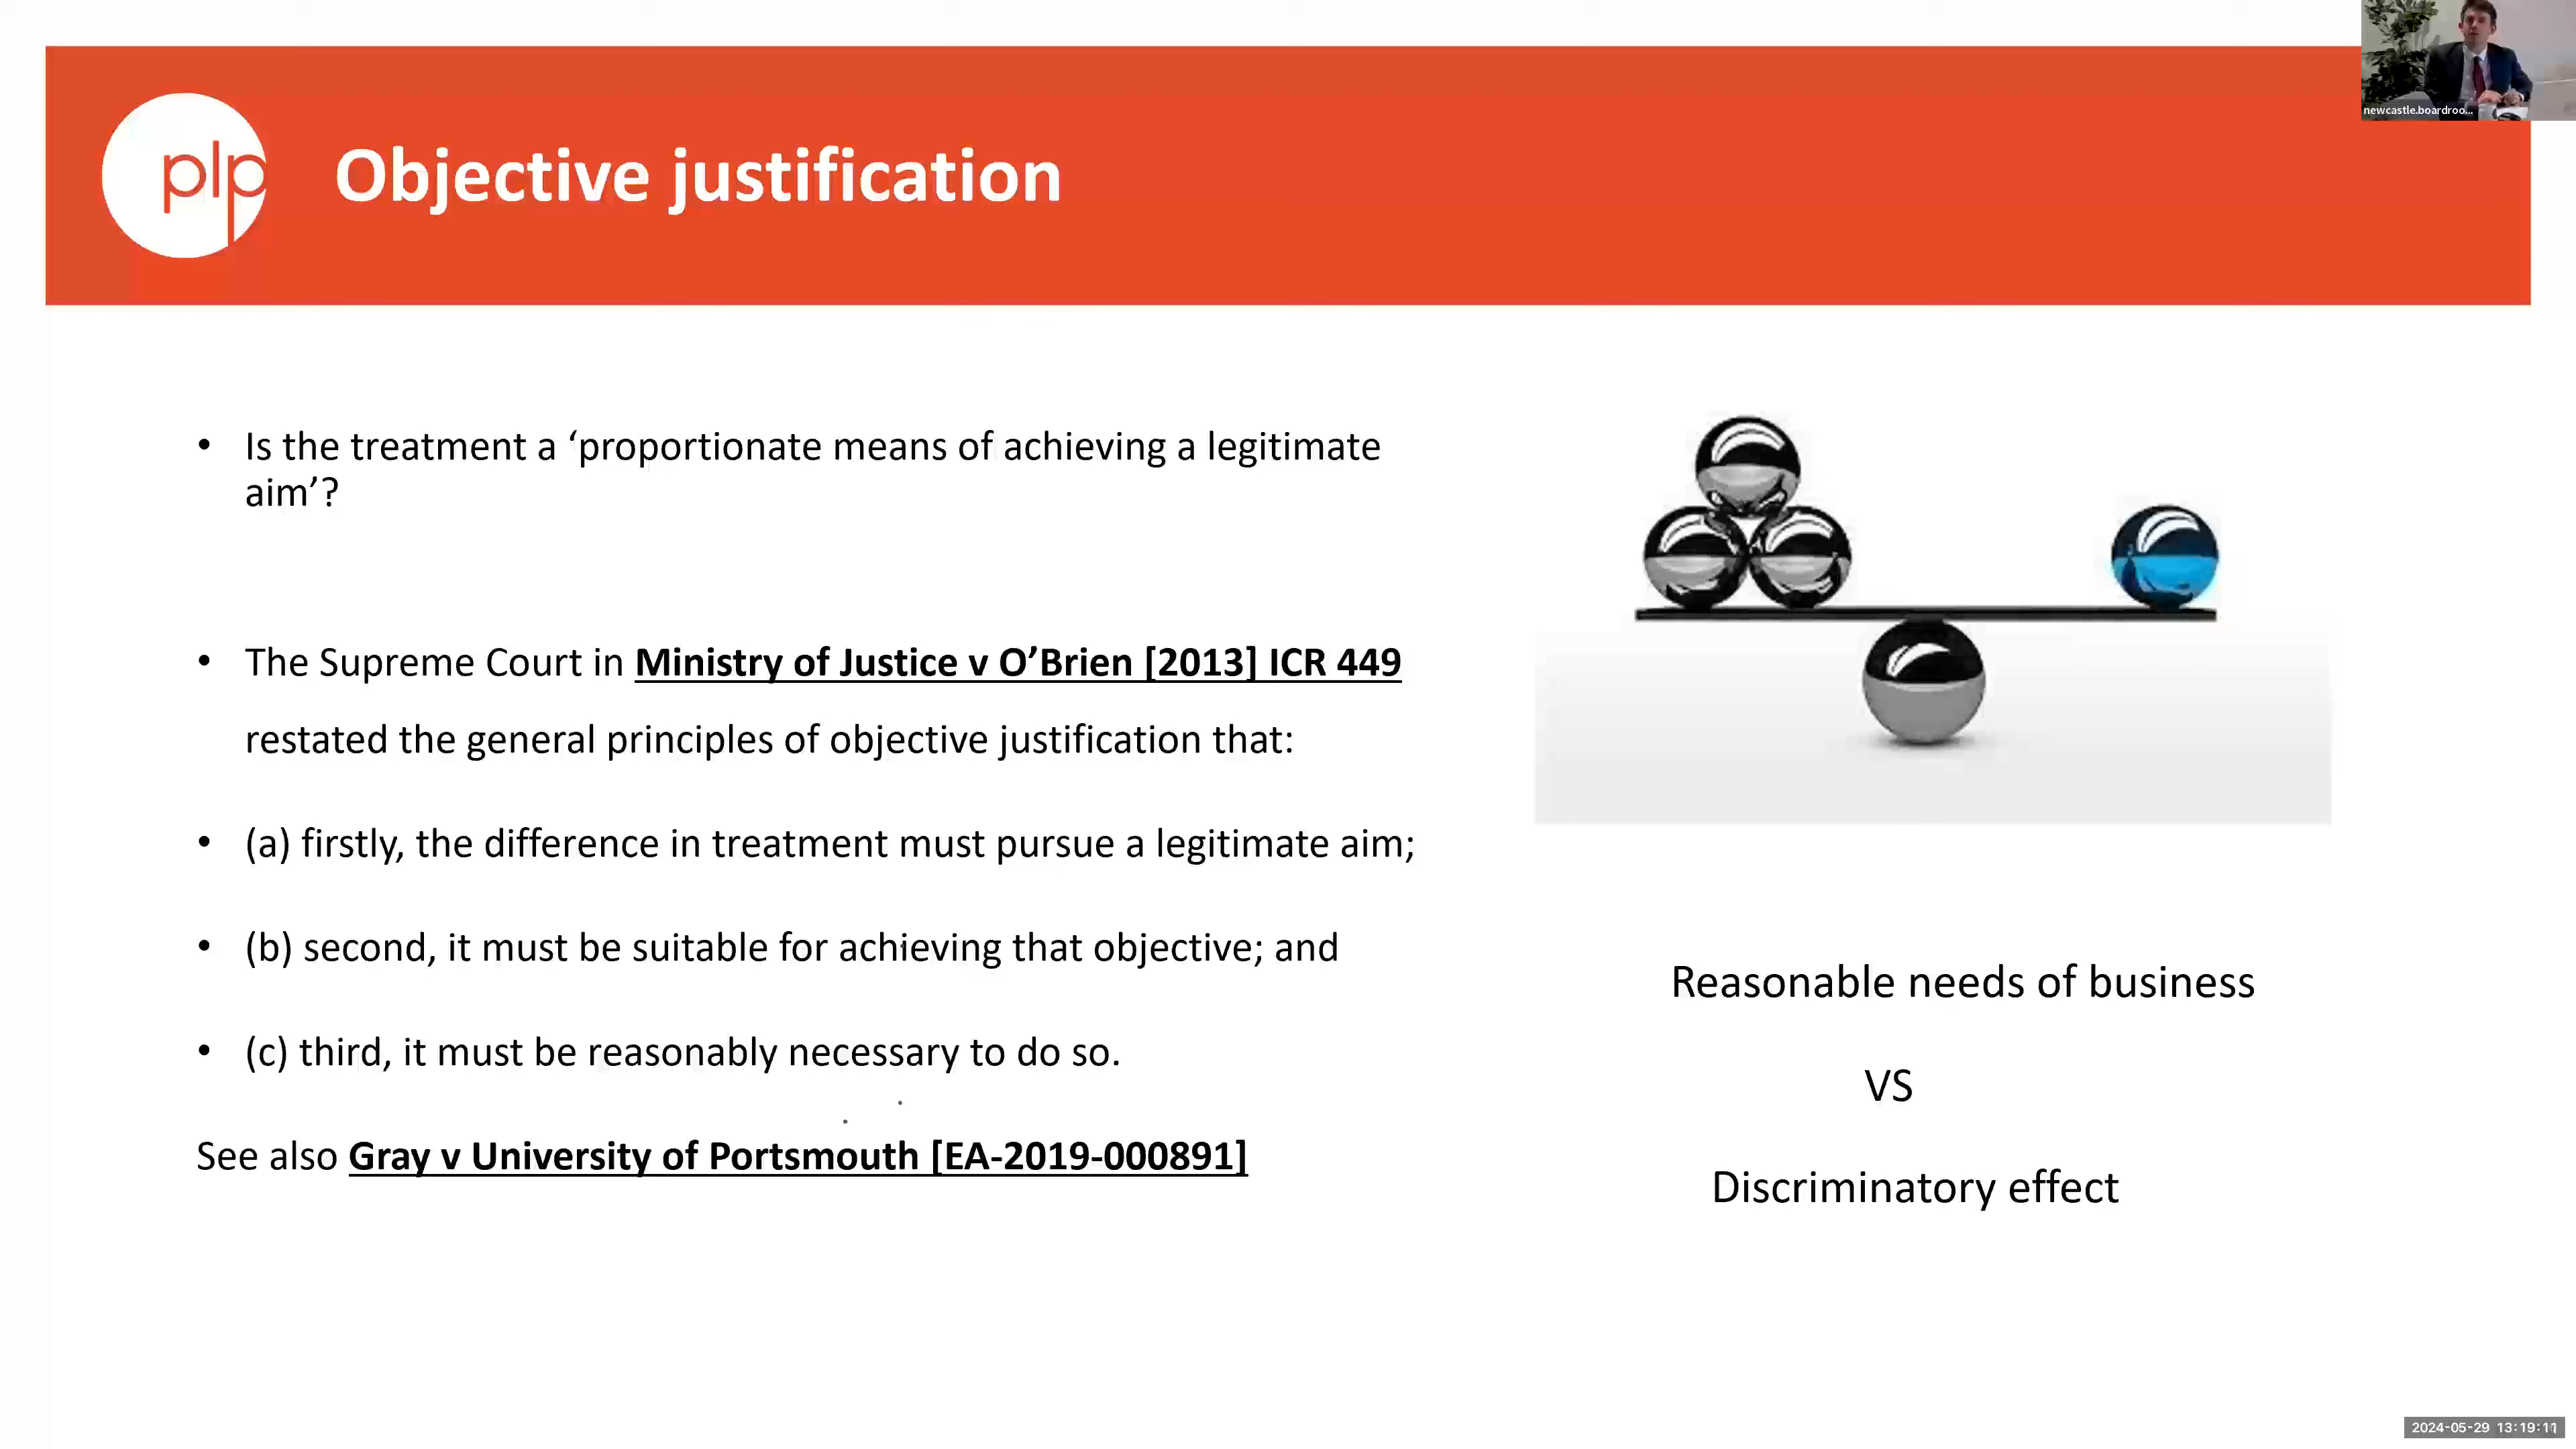 newcastle.boardroo...
plp
Objective justification
• Is the treatment a ‘proportionate means of achieving a legitimate
aim’?
• The Supreme Court in Ministry of Justice v O’Brien [2013] ICR 449
restated the general principles of objective justification that:
• (a) firstly, the difference in treatment must pursue a legitimate aim;
• (b) second, it must be suitable for achieving that objective; and
• (c) third, it must be reasonably necessary to do so.
See also Gray v University of Portsmouth [EA-2019-000891]
Reasonable needs of business
VS
Discriminatory effect
2024-05-29 13:19:11